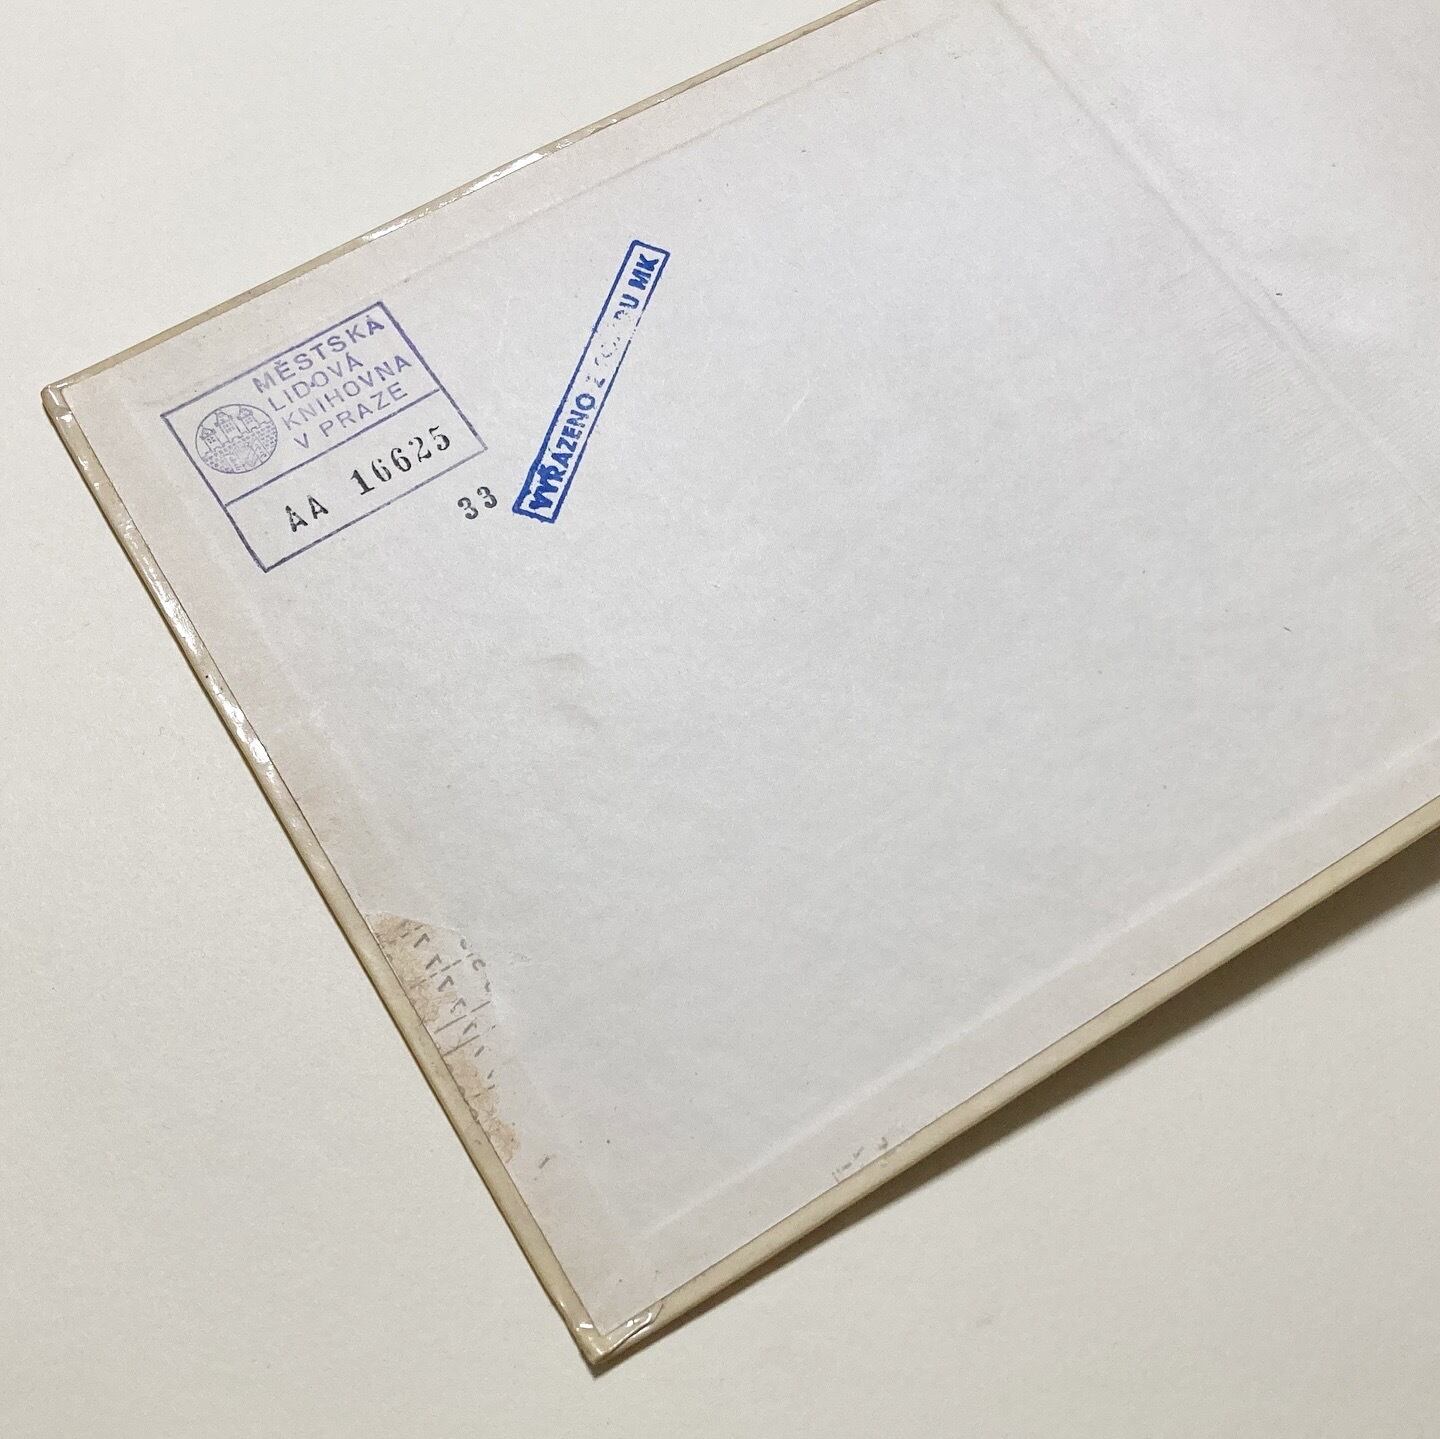 MĚSTSKÁ
LIDOVÁ
KNIHOVNA
V PRAZE
AA 16625
33
VYŘAZENO Z MK